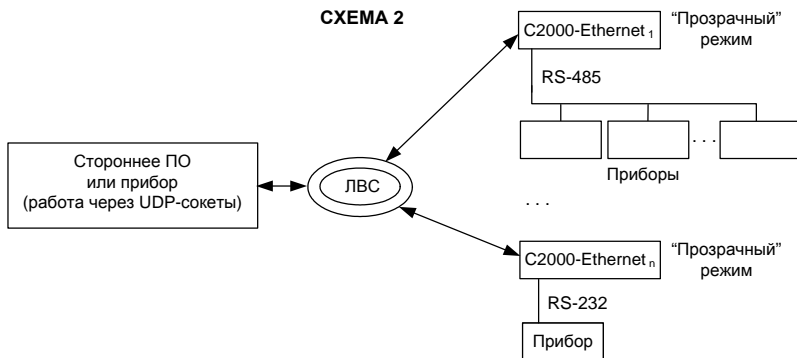 СХЕМА 2
C2000-Ethernet 1
“Прозрачный”
режим
RS-485
. . .
Приборы
. . .
Стороннее ПО
или прибор
(работа через UDP-сокеты)
ЛВС
C2000-Ethernet n
“Прозрачный”
режим
RS-232
Прибор